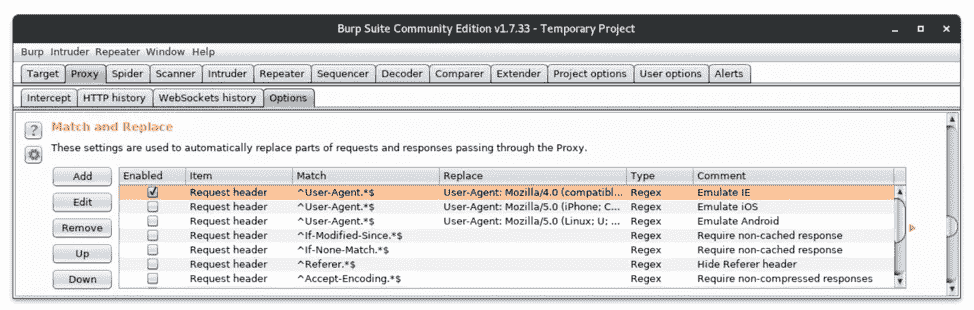 Burp Suite Community Edition v1.7.33 - Temporary Project
Burp Intruder Repeater Window Help
Target Proxy Spider Scanner Intruder Repeater Sequencer Decoder Comparer Extender Project options User options Alerts
Intercept HTTP history WebSockets history Options
? Match and Replace
These settings are used to automatically replace parts of requests and responses passing through the Proxy.
Add Enabled Item Match Replace Type Comment
Request header ^User-Agent.*$ User-Agent: Mozilla/4.0 (compatibl... Regex Emulate IE
Edit Request header ^User-Agent.*$ User-Agent: Mozilla/5.0 (iPhone; C... Regex Emulate iOS
Request header ^User-Agent.*$ User-Agent: Mozilla/5.0 (Linux; U; ... Regex Emulate Android
Remove Request header ^If-Modified-Since.*$ Regex Require non-cached response
Request header ^If-None-Match.*$ Regex Require non-cached response
Up Request header ^Referer.*$ Regex Hide Referer header
Down Request header ^Accept-Encoding.*$ Regex Require non-compressed responses